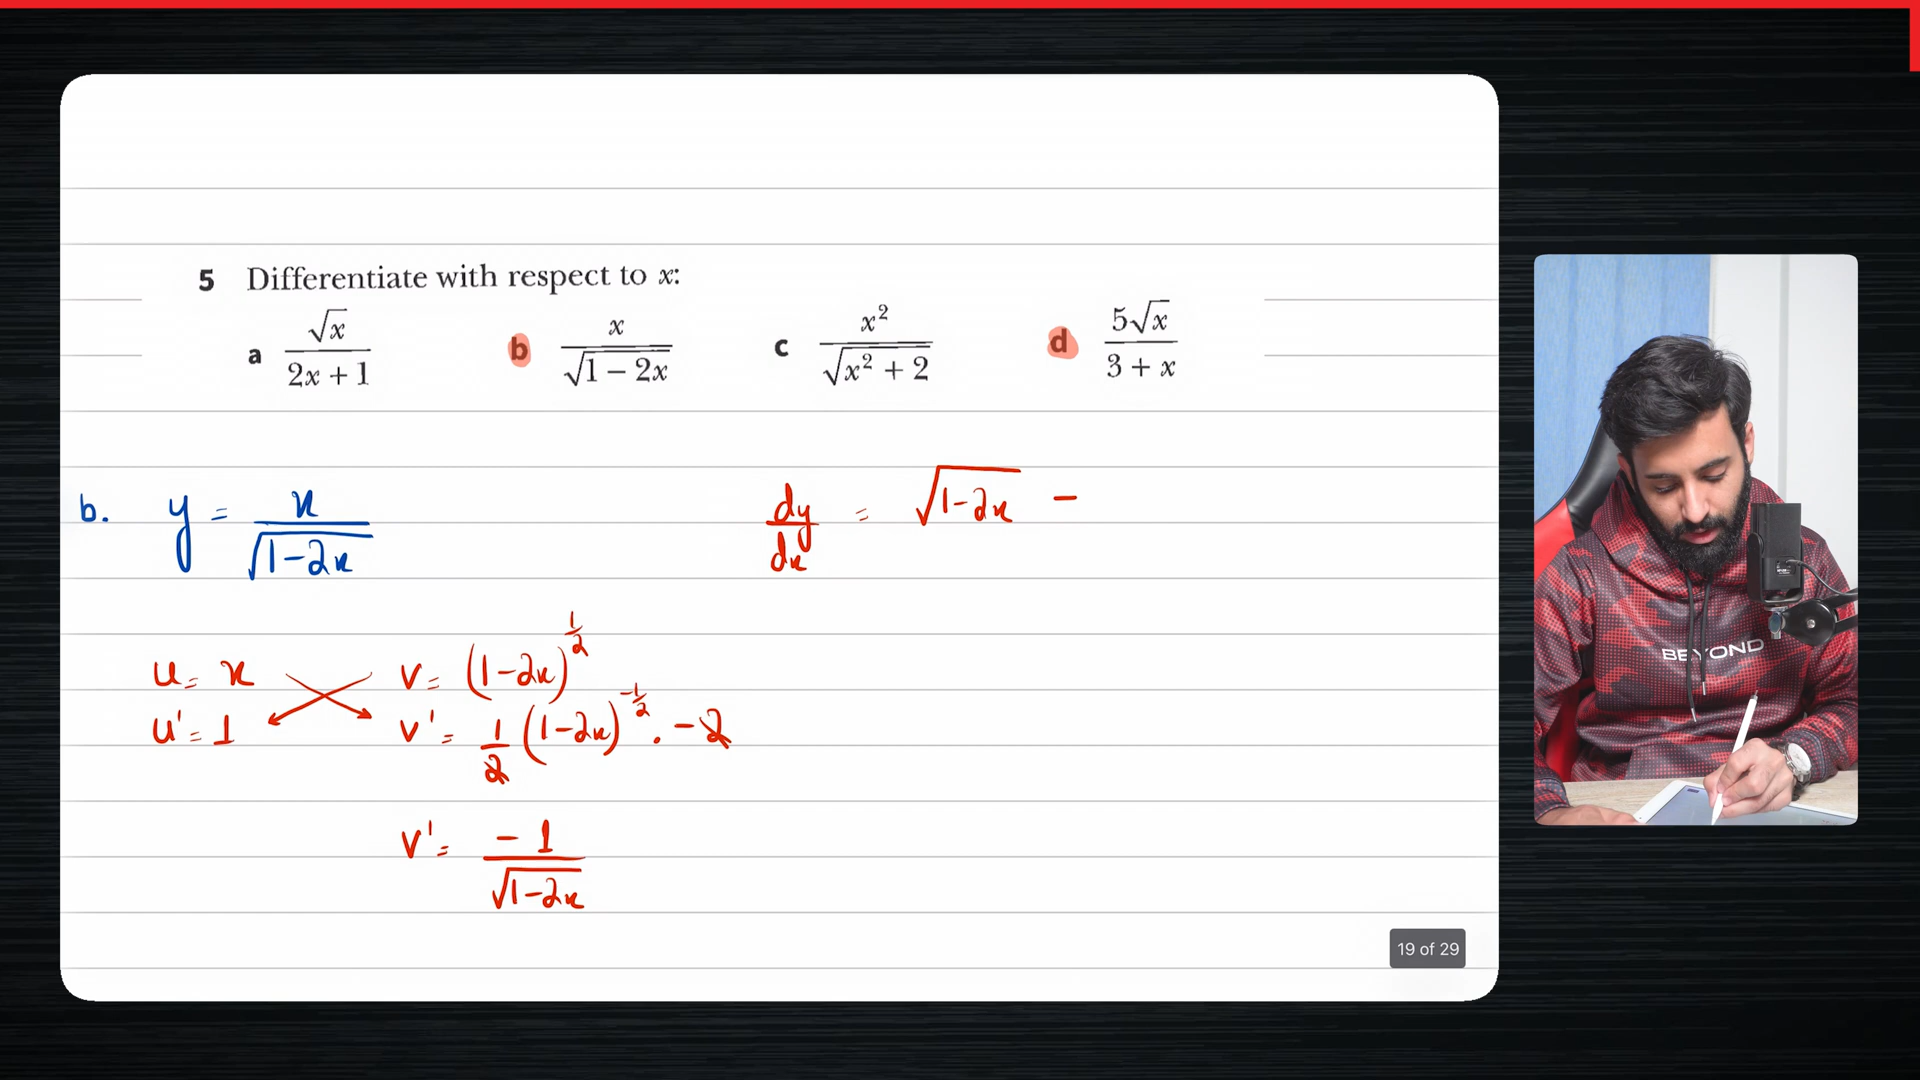 5 Differentiate with respect to x:
a √x / (2x + 1) b x / √(1 − 2x) c x² / √(x² + 2) d 5√x / (3 + x)
b. y = x / √(1-2x)
dy/dx = √(1-2x) -
u = x v = (1-2x)^(1/2)
u' = 1 v' = 1/2 (1-2x)^(-1/2) . -2
v' = -1 / √(1-2x)
BEYOND
19 of 29